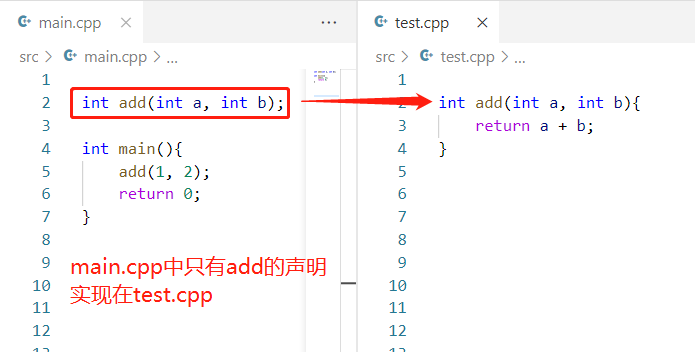 main.cpp
src > main.cpp > ...
1
2 int add(int a, int b);
3
4 int main(){
5 add(1, 2);
6 return 0;
7 }
8
9
10
11
12
main.cpp中只有add的声明
实现在test.cpp
test.cpp
src > test.cpp > ...
1
2 int add(int a, int b){
3 return a + b;
4 }
5
6
7
8
9
10
11
12